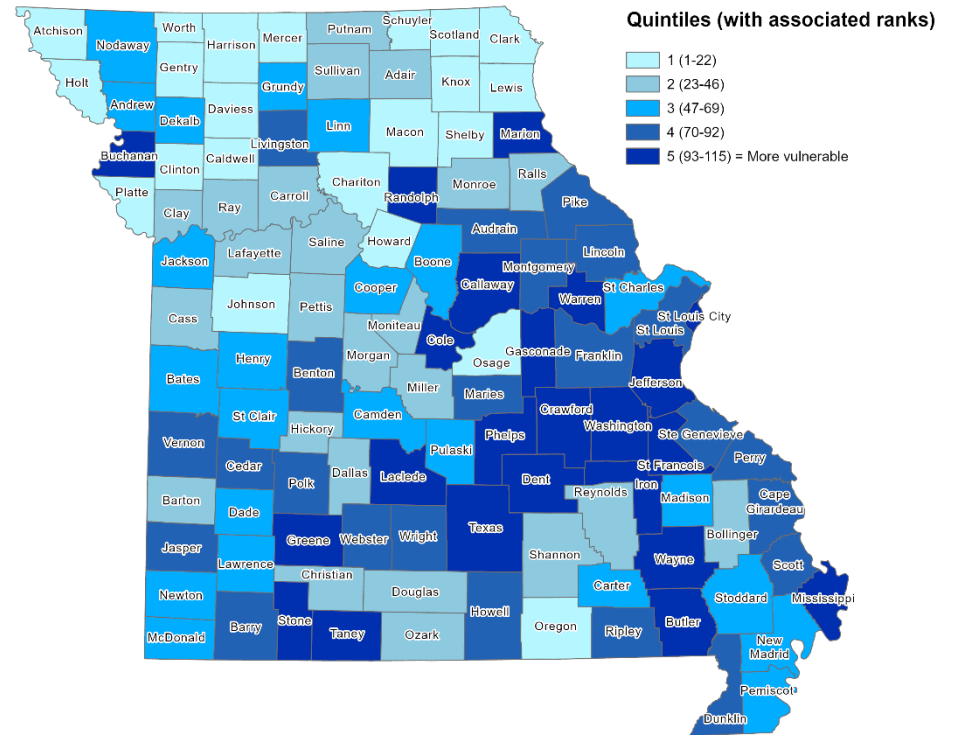 Quintiles (with associated ranks)
1 (1-22)
2 (23-46)
3 (47-69)
4 (70-92)
5 (93-115) = More vulnerable
Atchison
Nodaway
Worth
Harrison
Mercer
Putnam
Schuyler
Scotland
Clark
Gentry
Holt
Sullivan
Adair
Knox
Lewis
Grundy
Andrew
Daviess
Dekalb
Linn
Macon
Shelby
Marion
Livingston
Buchanan
Clinton
Caldwell
Chariton
Platte
Randolph
Monroe
Ralls
Carroll
Ray
Clay
Pike
Audrain
Howard
Saline
Lafayette
Jackson
Boone
Lincoln
Montgomery
Cooper
Callaway
St Charles
Warren
Johnson
Pettis
Cass
Moniteau
St Louis City
St Louis
Cole
Gasconade
Franklin
Osage
Morgan
Henry
Benton
Bates
Miller
Maries
Jefferson
Camden
Crawford
St Clair
Washington
Hickory
Phelps
Ste Genevieve
Vernon
Pulaski
Perry
Cedar
St Francois
Dallas
Laclede
Polk
Dent
Iron
Reynolds
Madison
Cape
Girardeau
Barton
Dade
Texas
Bollinger
Greene
Webster
Wright
Jasper
Shannon
Wayne
Lawrence
Scott
Christian
Carter
Newton
Douglas
Stoddard
Mississippi
Howell
Stone
Barry
Taney
Ozark
Oregon
Ripley
Butler
McDonald
New
Madrid
Pemiscot
Dunklin